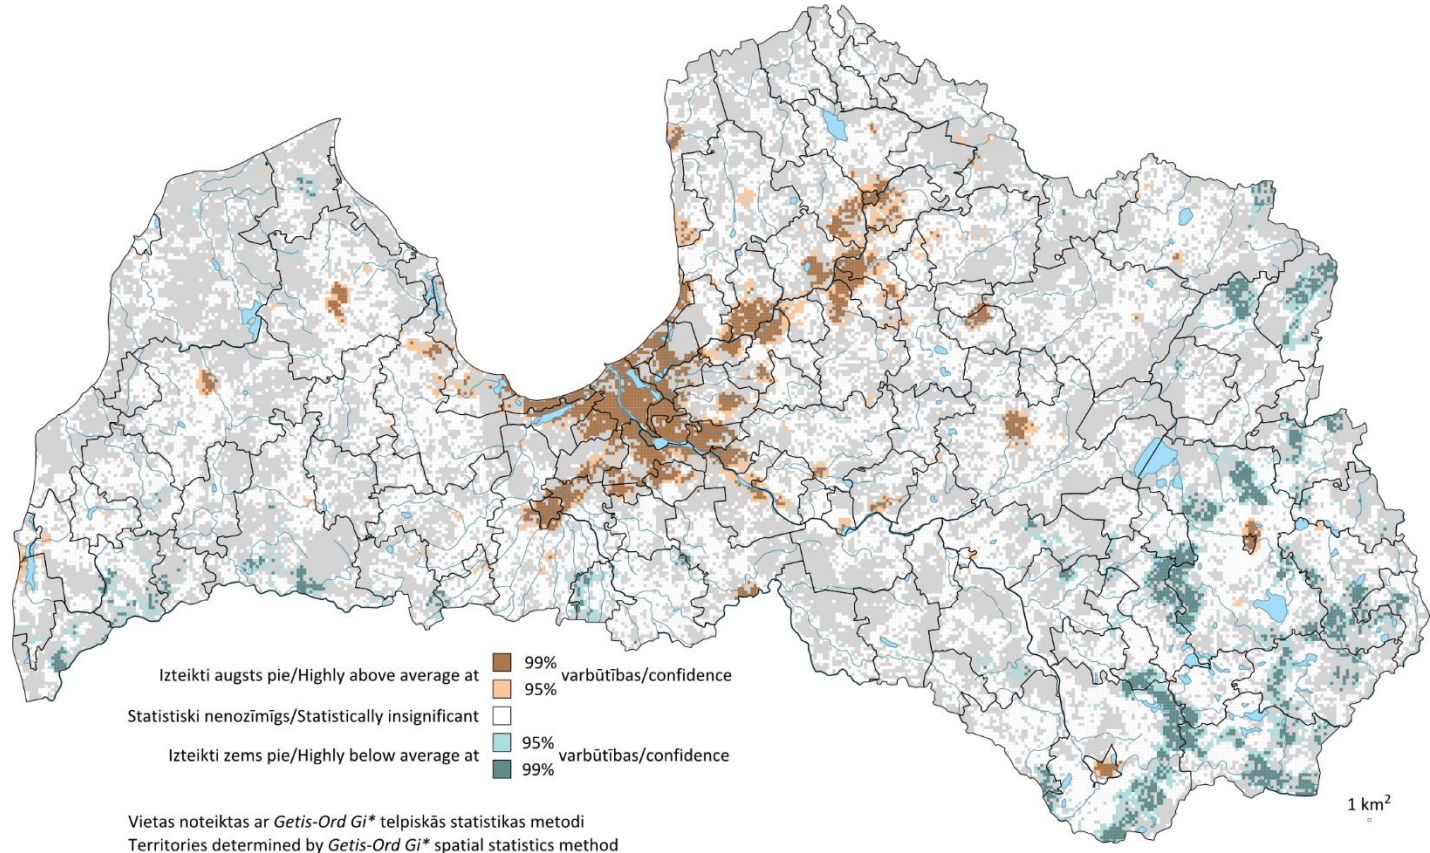 1 km²
Izteikti augsts pie/Highly above average at 99% varbūtības/confidence
95%
Statistiski nenozīmīgs/Statistically insignificant
Izteikti zems pie/Highly below average at 95% varbūtības/confidence
99%
Vietas noteiktas ar Getis-Ord Gi* telpiskās statistikas metodi
Territories determined by Getis-Ord Gi* spatial statistics method